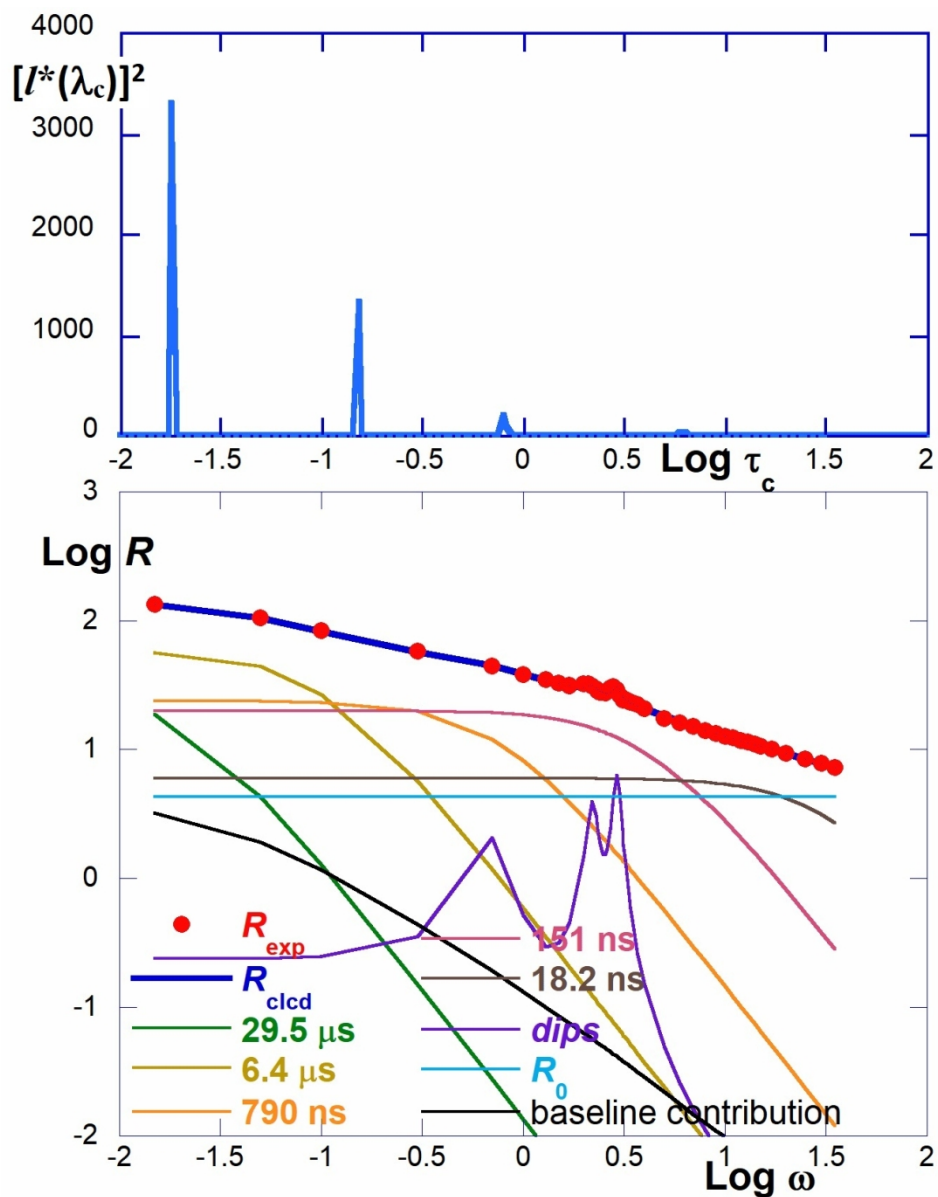 4000
[l*(λc)]²
3000
2000
1000
0
-2 -1.5 -1 -0.5 0 0.5 1 1.5 2
Log τc
3
Log R
2
1
0
-1
-2
Rexp
Rclcd
29.5 μs
6.4 μs
790 ns
151 ns
18.2 ns
dips
R0
baseline contribution
-2 -1.5 -1 -0.5 0 0.5 1 1.5 2
Log ω